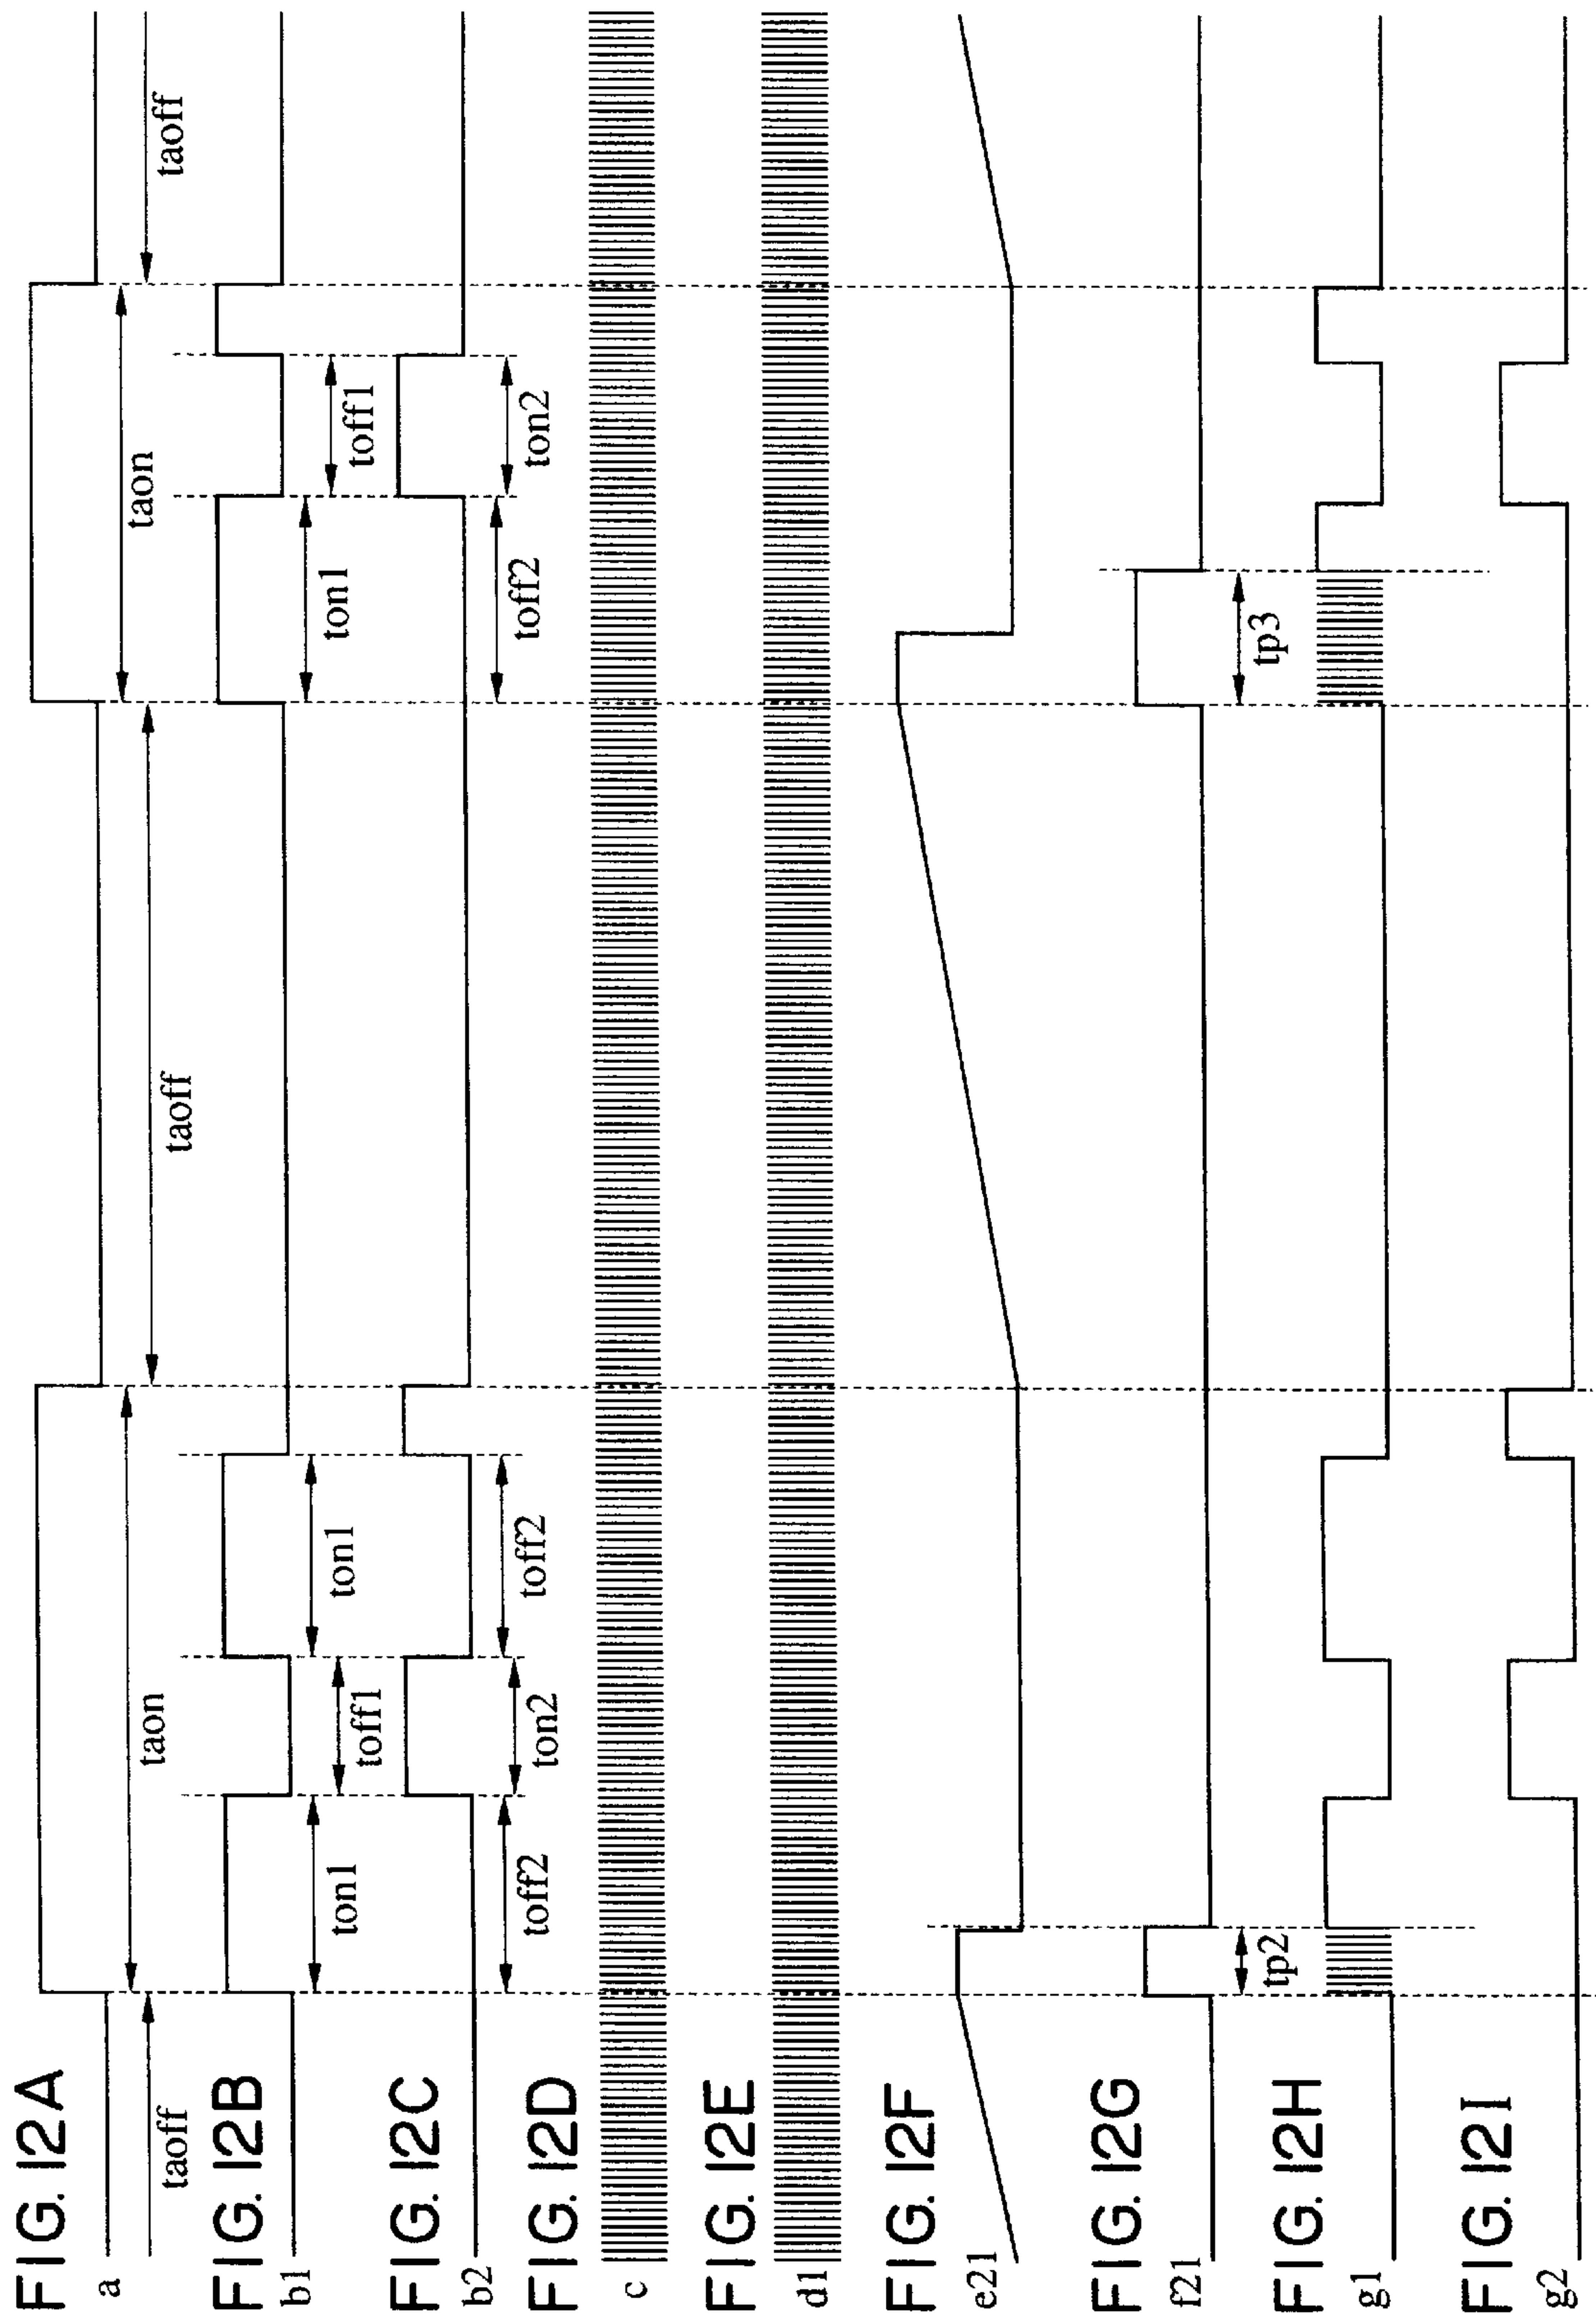 FIG. 12A
a
taoff
taon
taoff
taon
taoff
FIG. 12B
b1
ton1
toff1
ton1
ton1
toff1
FIG. 12C
b2
toff2
ton2
toff2
toff2
ton2
FIG. 12D
c
FIG. 12E
d1
FIG. 12F
e21
FIG. 12G
f21
tp2
tp3
FIG. 12H
g1
FIG. 12I
g2